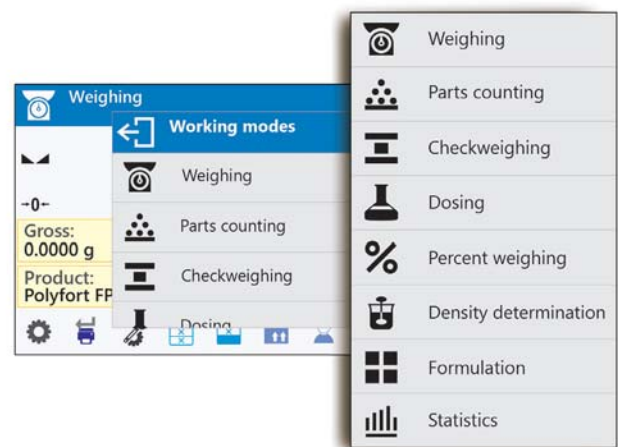 Weighing
Working modes
Weighing
Parts counting
Checkweighing
Dosing
→0←
Gross:
0.0000 g
Product:
Polyfort FP
Weighing
Parts counting
Checkweighing
Dosing
Percent weighing
Density determination
Formulation
Statistics